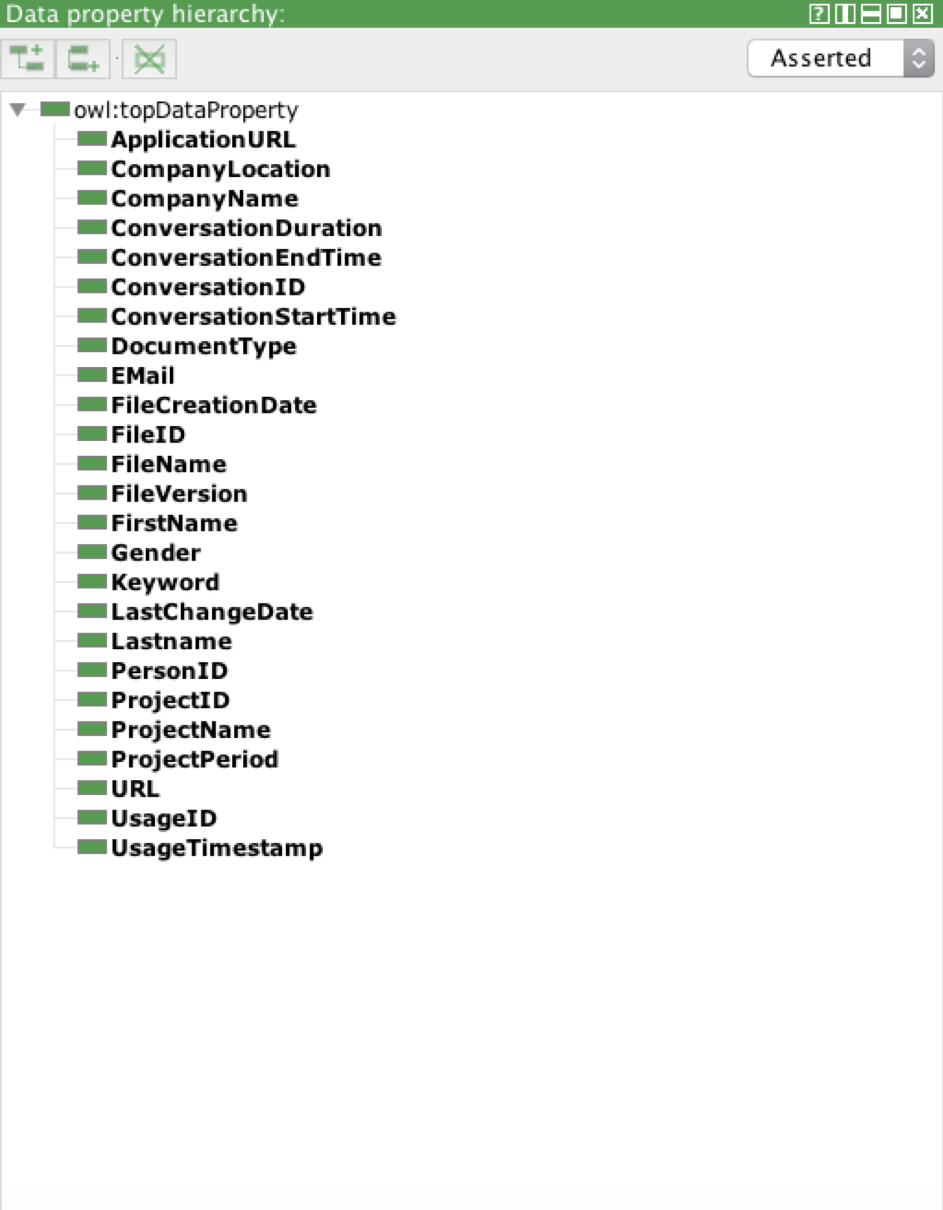 Data property hierarchy:
Asserted
owl:topDataProperty
ApplicationURL
CompanyLocation
CompanyName
ConversationDuration
ConversationEndTime
ConversationID
ConversationStartTime
DocumentType
EMail
FileCreationDate
FileID
FileName
FileVersion
FirstName
Gender
Keyword
LastChangeDate
Lastname
PersonID
ProjectID
ProjectName
ProjectPeriod
URL
UsageID
UsageTimestamp